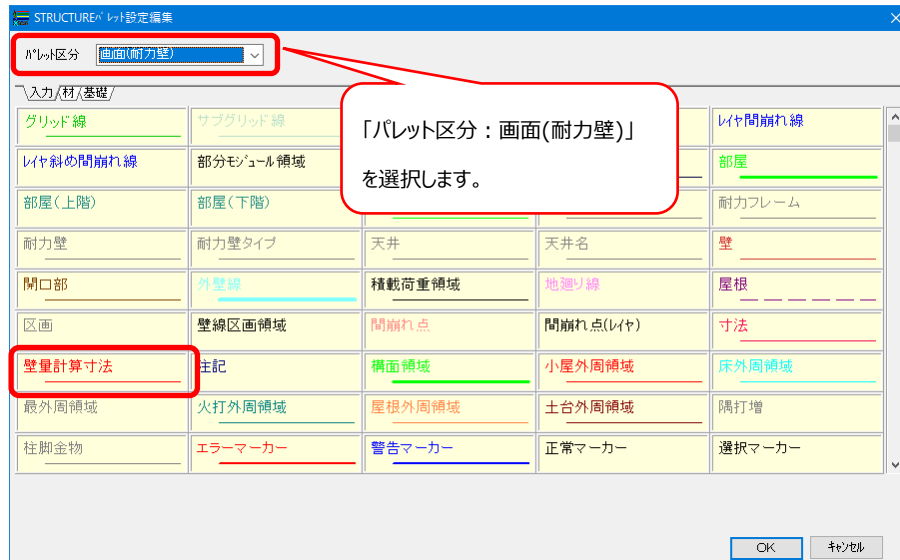 STRUCTUREﾊﾟﾚｯﾄ設定編集
ﾊﾟﾚｯﾄ区分 画面(耐力壁)
入力 材 基礎
グリッド線 サブグリッド線 ﾚｲﾔ間崩れ線
ﾚｲﾔ斜め間崩れ線 部分ﾓｼﾞｭｰﾙ領域 部屋
「パレット区分：画面(耐力壁)」
を選択します。
部屋(上階) 部屋(下階) 耐力フレーム
耐力壁 耐力壁タイプ 天井 天井名 壁
開口部 外壁線 積載荷重領域 地廻り線 屋根
区画 壁線区画領域 間崩れ点 間崩れ点(ﾚｲﾔ) 寸法
壁量計算寸法 注記 構面領域 小屋外周領域 床外周領域
最外周領域 火打外周領域 屋根外周領域 土台外周領域 隅打増
柱脚金物 エラーマーカー 警告マーカー 正常マーカー 選択マーカー
OK ｷｬﾝｾﾙ